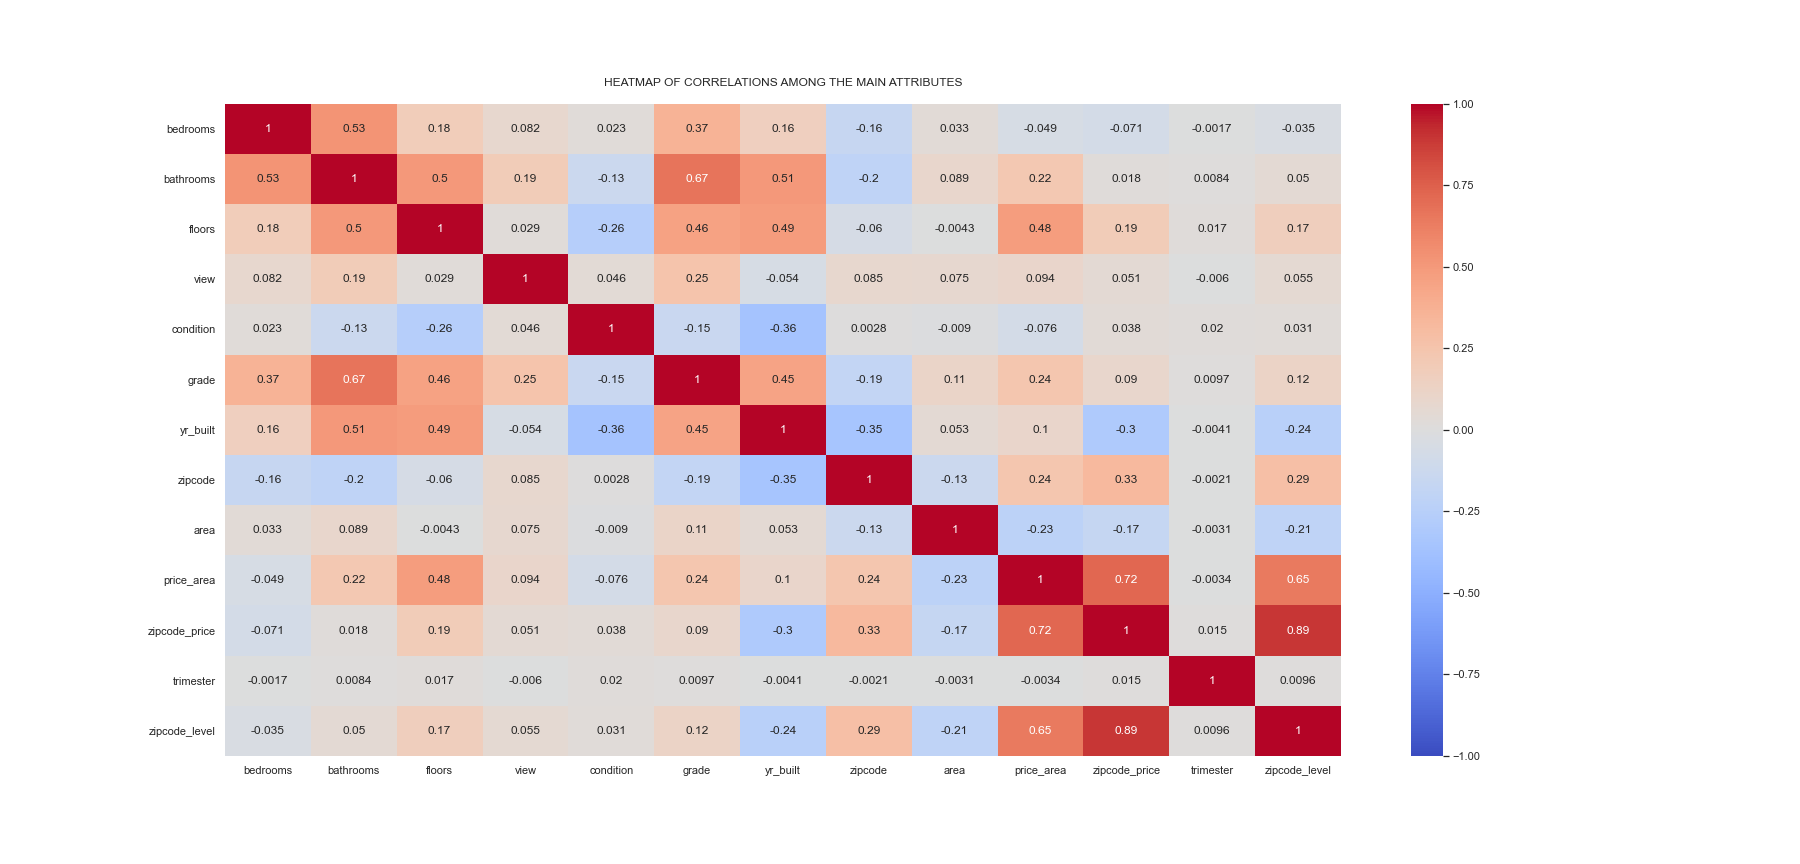 HEATMAP OF CORRELATIONS AMONG THE MAIN ATTRIBUTES
bedrooms 1 0.53 0.18 0.082 0.023 0.37 0.16 -0.16 0.033 -0.049 -0.071 -0.0017 -0.035
bathrooms 0.53 1 0.5 0.19 -0.13 0.67 0.51 -0.2 0.089 0.22 0.018 0.0084 0.05
floors 0.18 0.5 1 0.029 -0.26 0.46 0.49 -0.06 -0.0043 0.48 0.19 0.017 0.17
view 0.082 0.19 0.029 1 0.046 0.25 -0.054 0.085 0.075 0.094 0.051 -0.006 0.055
condition 0.023 -0.13 -0.26 0.046 1 -0.15 -0.36 0.0028 -0.009 -0.076 0.038 0.02 0.031
grade 0.37 0.67 0.46 0.25 -0.15 1 0.45 -0.19 0.11 0.24 0.09 0.0097 0.12
yr_built 0.16 0.51 0.49 -0.054 -0.36 0.45 1 -0.35 0.053 0.1 -0.3 -0.0041 -0.24
zipcode -0.16 -0.2 -0.06 0.085 0.0028 -0.19 -0.35 1 -0.13 0.24 0.33 -0.0021 0.29
area 0.033 0.089 -0.0043 0.075 -0.009 0.11 0.053 -0.13 1 -0.23 -0.17 -0.0031 -0.21
price_area -0.049 0.22 0.48 0.094 -0.076 0.24 0.1 0.24 -0.23 1 0.72 -0.0034 0.65
zipcode_price -0.071 0.018 0.19 0.051 0.038 0.09 -0.3 0.33 -0.17 0.72 1 0.015 0.89
trimester -0.0017 0.0084 0.017 -0.006 0.02 0.0097 -0.0041 -0.0021 -0.0031 -0.0034 0.015 1 0.0096
zipcode_level -0.035 0.05 0.17 0.055 0.031 0.12 -0.24 0.29 -0.21 0.65 0.89 0.0096 1
bedrooms bathrooms floors view condition grade yr_built zipcode area price_area zipcode_price trimester zipcode_level
1.00
0.75
0.50
0.25
0.00
−0.25
−0.50
−0.75
−1.00